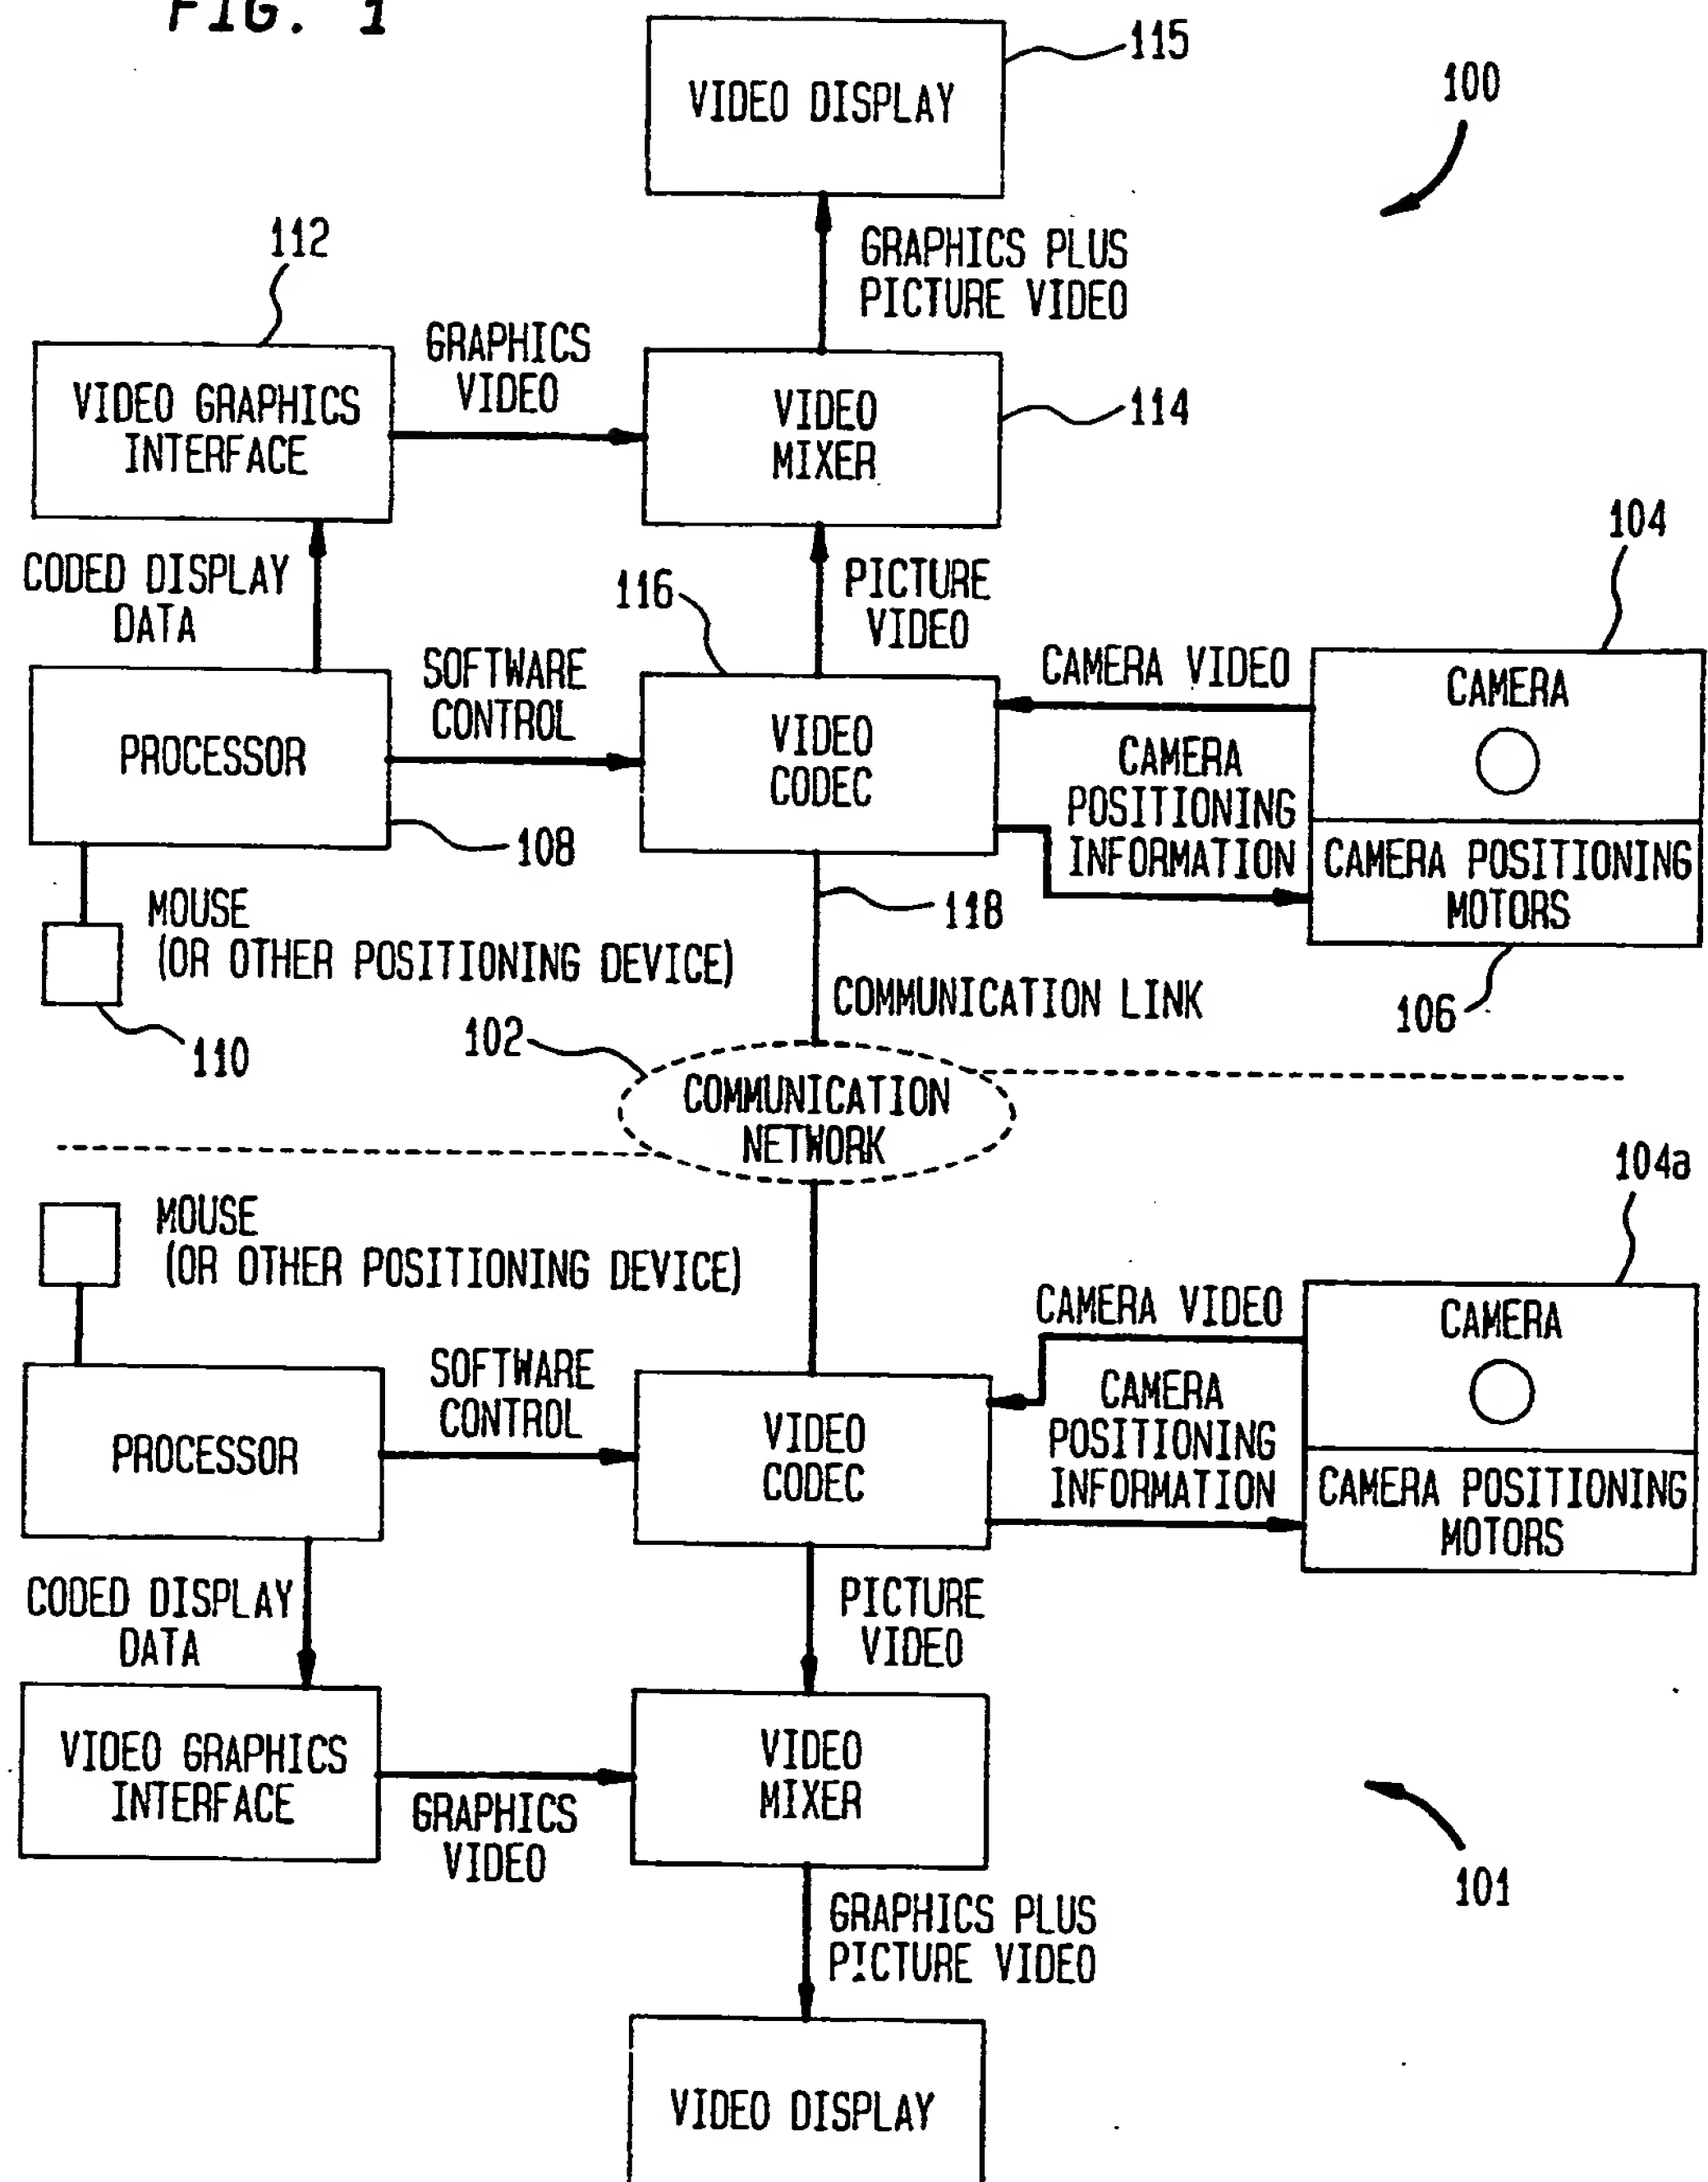 FIG. 1
VIDEO DISPLAY
115
100
GRAPHICS PLUS
PICTURE VIDEO
112
VIDEO GRAPHICS
INTERFACE
GRAPHICS
VIDEO
VIDEO
MIXER
114
CODED DISPLAY
DATA
116
PICTURE
VIDEO
104
PROCESSOR
108
SOFTWARE
CONTROL
VIDEO
CODEC
CAMERA VIDEO
CAMERA
POSITIONING
INFORMATION
CAMERA
CAMERA POSITIONING
MOTORS
106
MOUSE
(OR OTHER POSITIONING DEVICE)
110
118
COMMUNICATION LINK
102
COMMUNICATION
NETWORK
104a
MOUSE
(OR OTHER POSITIONING DEVICE)
PROCESSOR
SOFTWARE
CONTROL
VIDEO
CODEC
CAMERA VIDEO
CAMERA
POSITIONING
INFORMATION
CAMERA
CAMERA POSITIONING
MOTORS
CODED DISPLAY
DATA
PICTURE
VIDEO
VIDEO GRAPHICS
INTERFACE
GRAPHICS
VIDEO
VIDEO
MIXER
101
GRAPHICS PLUS
PICTURE VIDEO
VIDEO DISPLAY